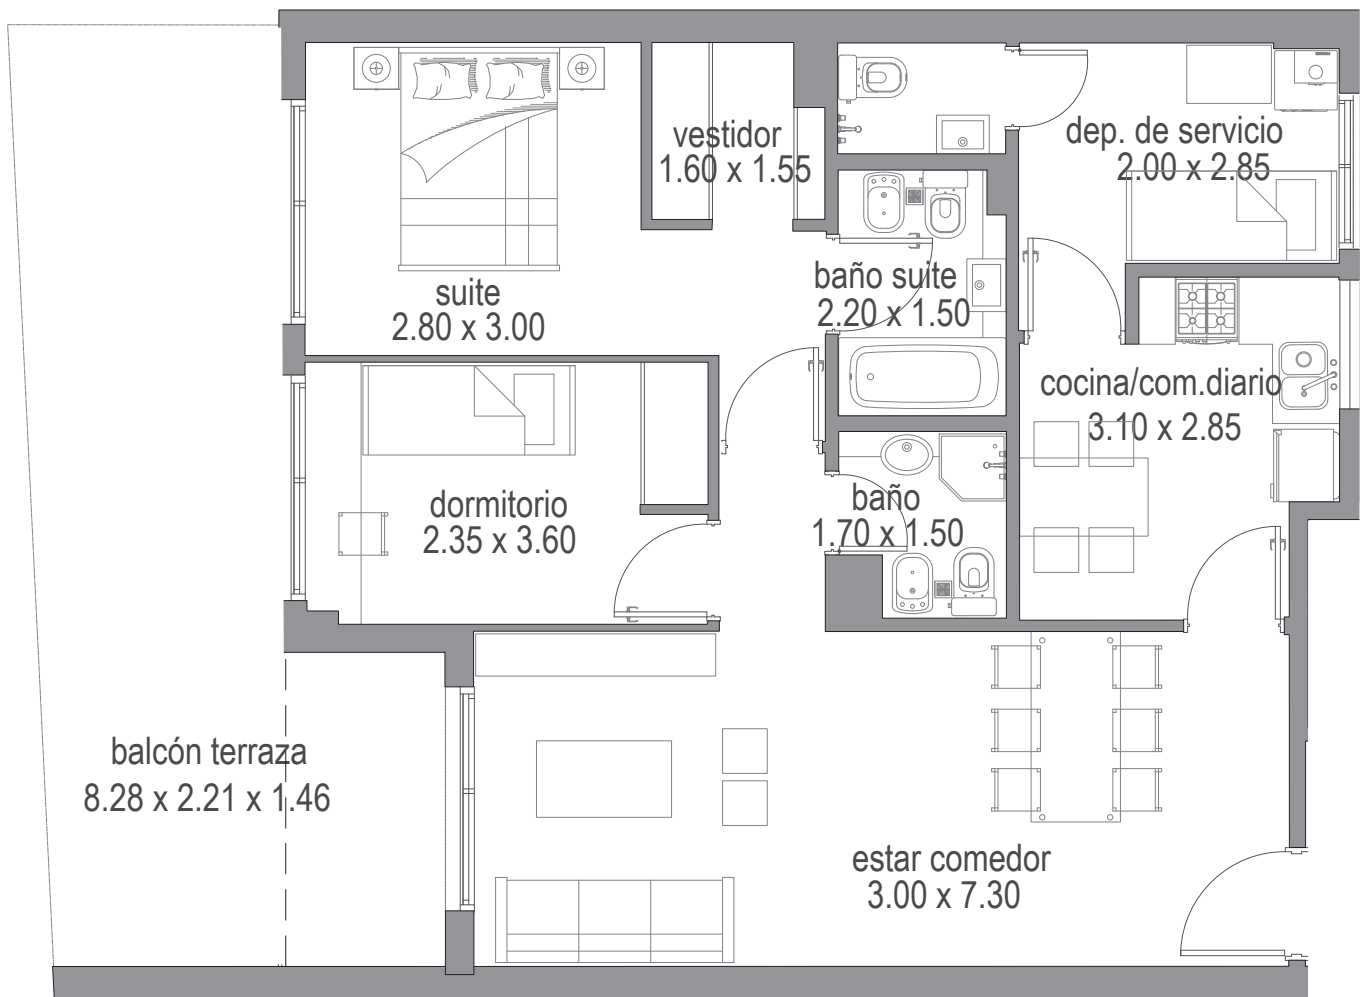 vestidor
1.60 x 1.55
dep. de servicio
2.00 x 2.85
suite
2.80 x 3.00
baño suite
2.20 x 1.50
cocina/com.diario
3.10 x 2.85
dormitorio
2.35 x 3.60
baño
1.70 x 1.50
balcón terraza
8.28 x 2.21 x 1.46
estar comedor
3.00 x 7.30